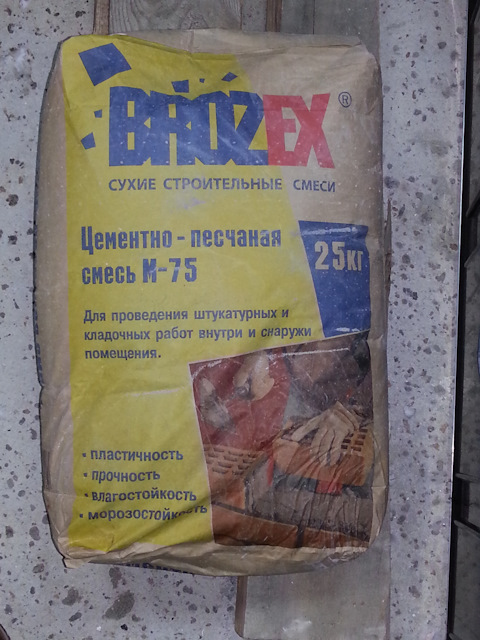 BROZEX®
СУХИЕ СТРОИТЕЛЬНЫЕ СМЕСИ
Цементно - песчаная
смесь М-75
25кг
Для проведения штукатурных и
кладочных работ внутри и снаружи
помещения.
• пластичность
• прочность
• влагостойкость
• морозостойкость